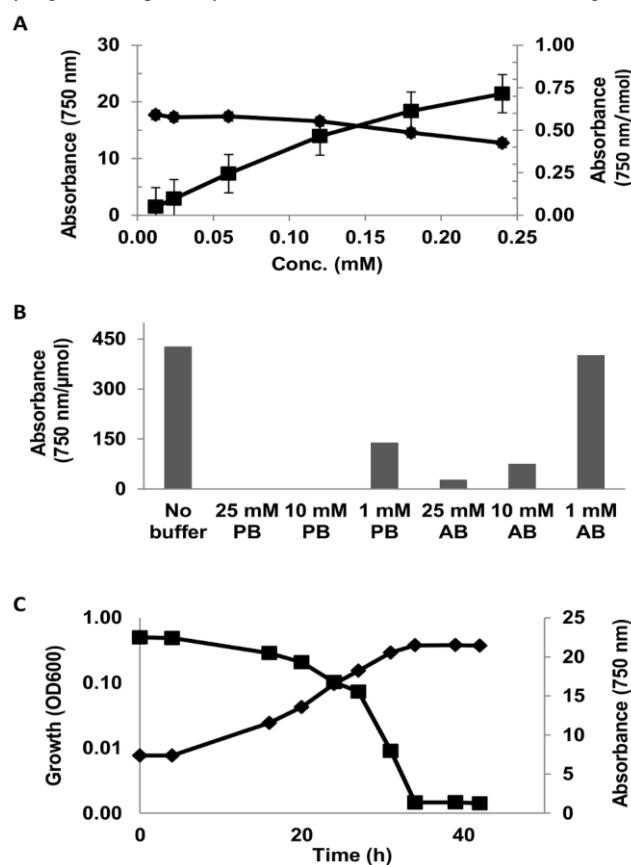 A
Absorbance (750 nm)
30
20
10
0
1.00
0.75
0.50
0.25
0.00
Absorbance
(750 nm/nmol)
0.00 0.05 0.10 0.15 0.20 0.25
Conc. (mM)
B
Absorbance
(750 nm/µmol)
450
300
150
0
No buffer
25 mM PB
10 mM PB
1 mM PB
25 mM AB
10 mM AB
1 mM AB
C
Growth (OD600)
1.00
0.10
0.01
0.00
25
20
15
10
5
0
Absorbance (750 nm)
0 20 40
Time (h)